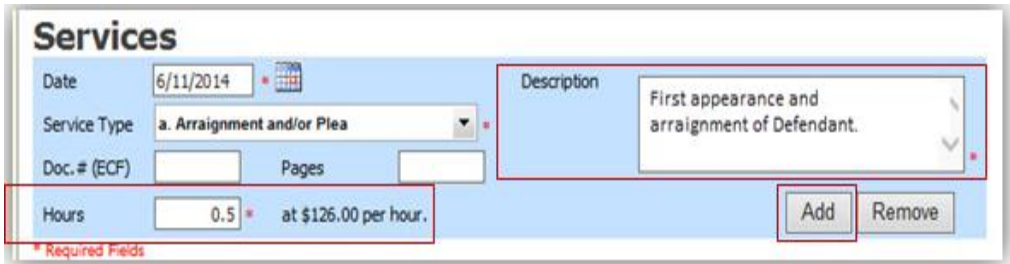 Services
Date 6/11/2014 * Description
First appearance and
arraignment of Defendant. *
Service Type a. Arraignment and/or Plea *
Doc.# (ECF) Pages
Hours 0.5 * at $126.00 per hour. Add Remove
* Required Fields